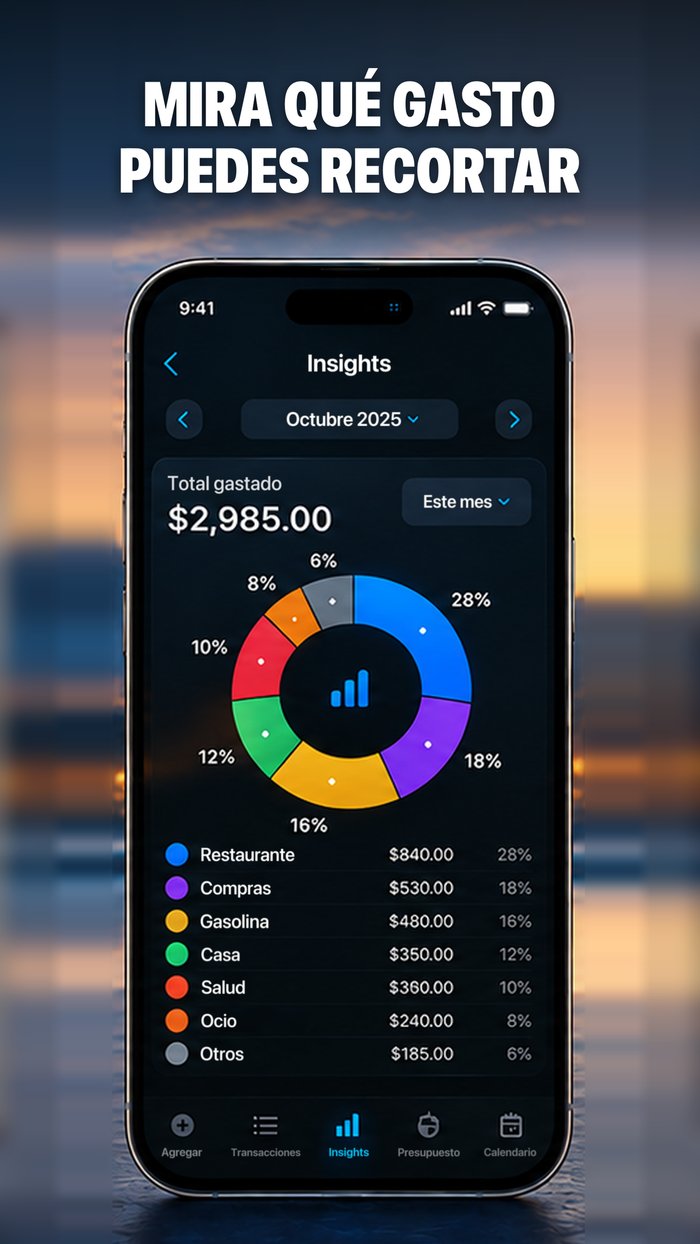 MIRA QUÉ GASTO
PUEDES RECORTAR
9:41
Insights
Octubre 2025
Total gastado
$2,985.00
Este mes
6%
8%
28%
10%
12%
18%
16%
Restaurante $840.00 28%
Compras $530.00 18%
Gasolina $480.00 16%
Casa $350.00 12%
Salud $360.00 10%
Ocio $240.00 8%
Otros $185.00 6%
Agregar Transacciones Insights Presupuesto Calendario